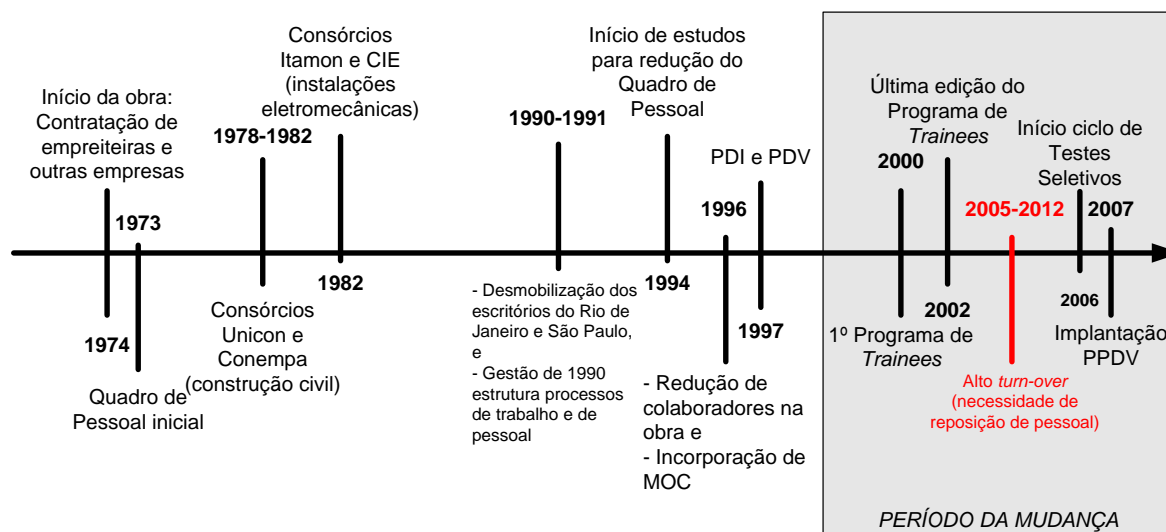 Início da obra:
Contratação de
empreiteiras e
outras empresas
1973
1974
Quadro de
Pessoal inicial
1978-1982
Consórcios
Unicon e
Conempa
(construção civil)
Consórcios
Itamon e CIE
(instalações
eletromecânicas)
1982
1990-1991
- Desmobilização dos
escritórios do Rio de
Janeiro e São Paulo,
e
- Gestão de 1990
estrutura processos
de trabalho e de
pessoal
Início de estudos
para redução do
Quadro de
Pessoal
1994
1996
- Redução de
colaboradores na
obra e
- Incorporação de
MOC
PDI e PDV
1997
2000
1º Programa de
Trainees
Última edição do
Programa de
Trainees
2002
2005-2012
Alto turn-over
(necessidade de
reposição de pessoal)
Início ciclo de
Testes
Seletivos
2006
2007
Implantação
PPDV
PERÍODO DA MUDANÇA